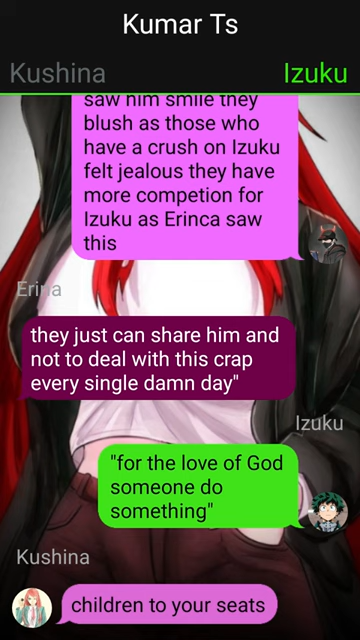 Kumar Ts
Kushina
Izuku
saw him smile they
blush as those who
have a crush on Izuku
felt jealous they have
more competion for
Izuku as Erinca saw
this
Erina
they just can share him and
not to deal with this crap
every single damn day"
Izuku
"for the love of God
someone do
something"
Kushina
children to your seats